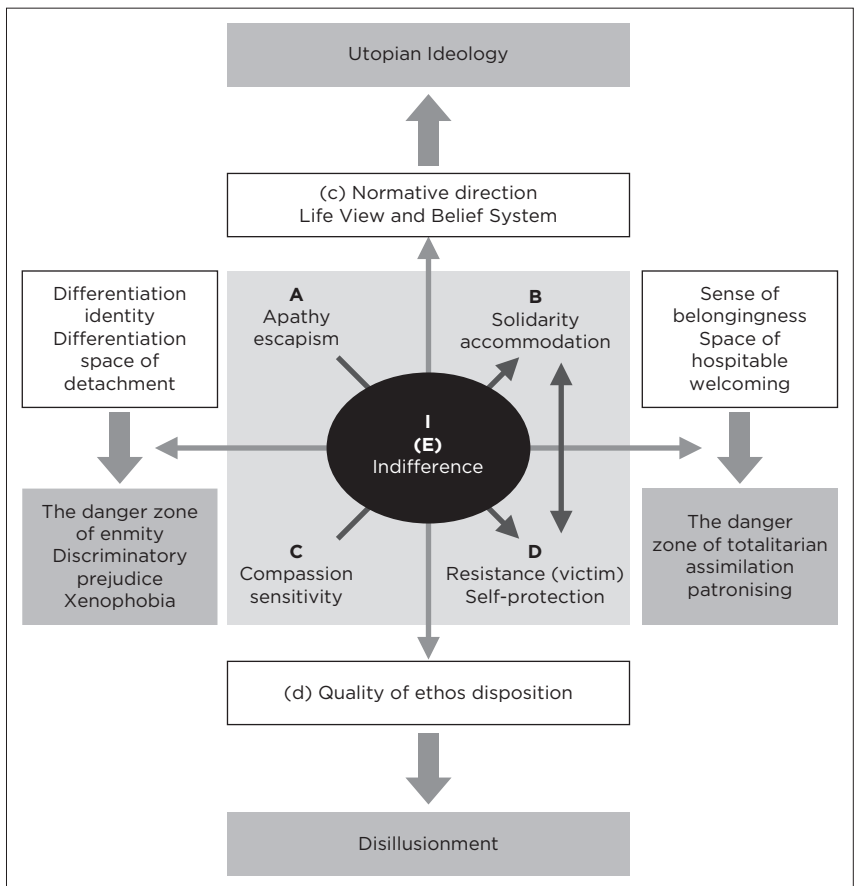 Utopian Ideology
(c) Normative direction
Life View and Belief System
Differentiation
identity
Differentiation
space of
detachment
A
Apathy
escapism
B
Solidarity
accommodation
Sense of
belongingness
Space of
hospitable
welcoming
I
(E)
Indifference
The danger zone
of enmity
Discriminatory
prejudice
Xenophobia
C
Compassion
sensitivity
D
Resistance (victim)
Self-protection
The danger
zone of totalitarian
assimilation
patronising
(d) Quality of ethos disposition
Disillusionment